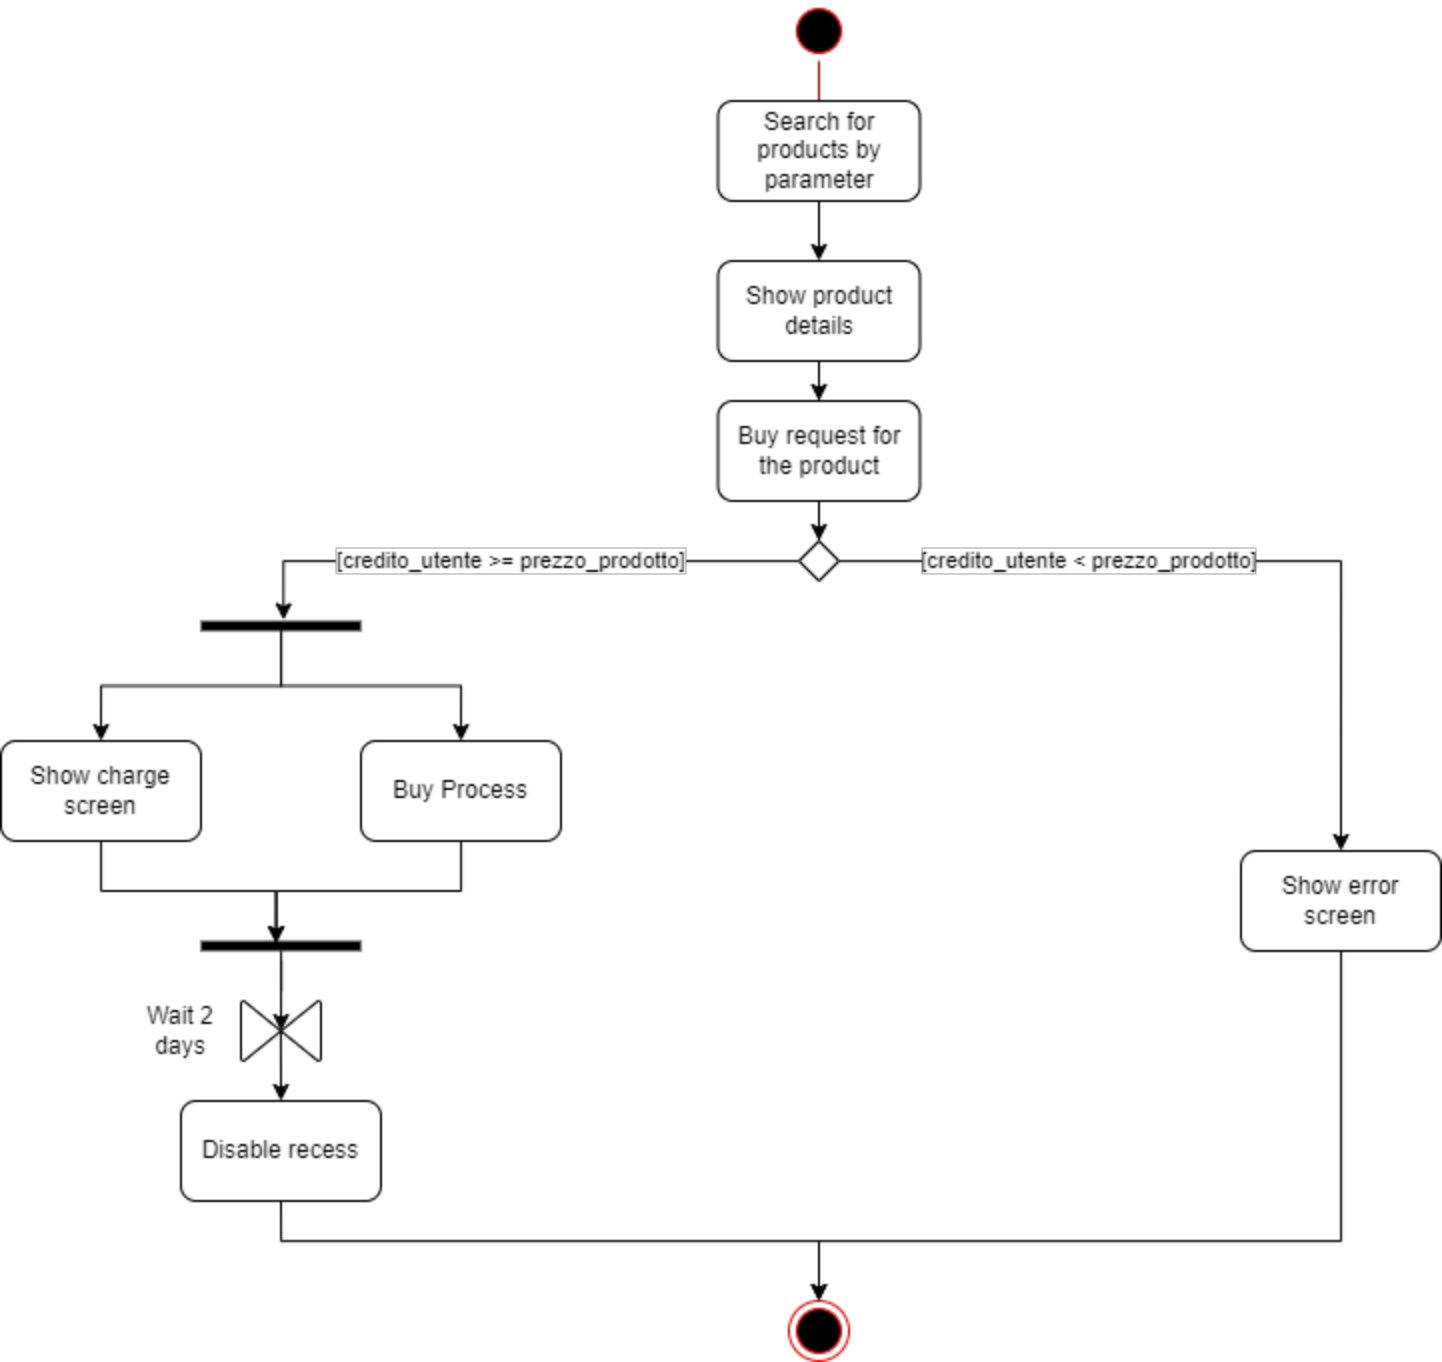 Search for
products by
parameter
Show product
details
Buy request for
the product
[credito_utente >= prezzo_prodotto]
[credito_utente < prezzo_prodotto]
Show charge
screen
Buy Process
Show error
screen
Wait 2
days
Disable recess